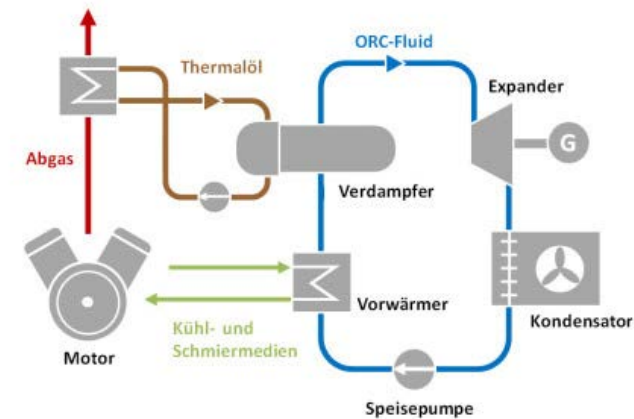 ORC-Fluid
Thermalöl
Expander
G
Abgas
Verdampfer
Vorwärmer
Kühl- und
Schmiermedien
Motor
Kondensator
Speisepumpe